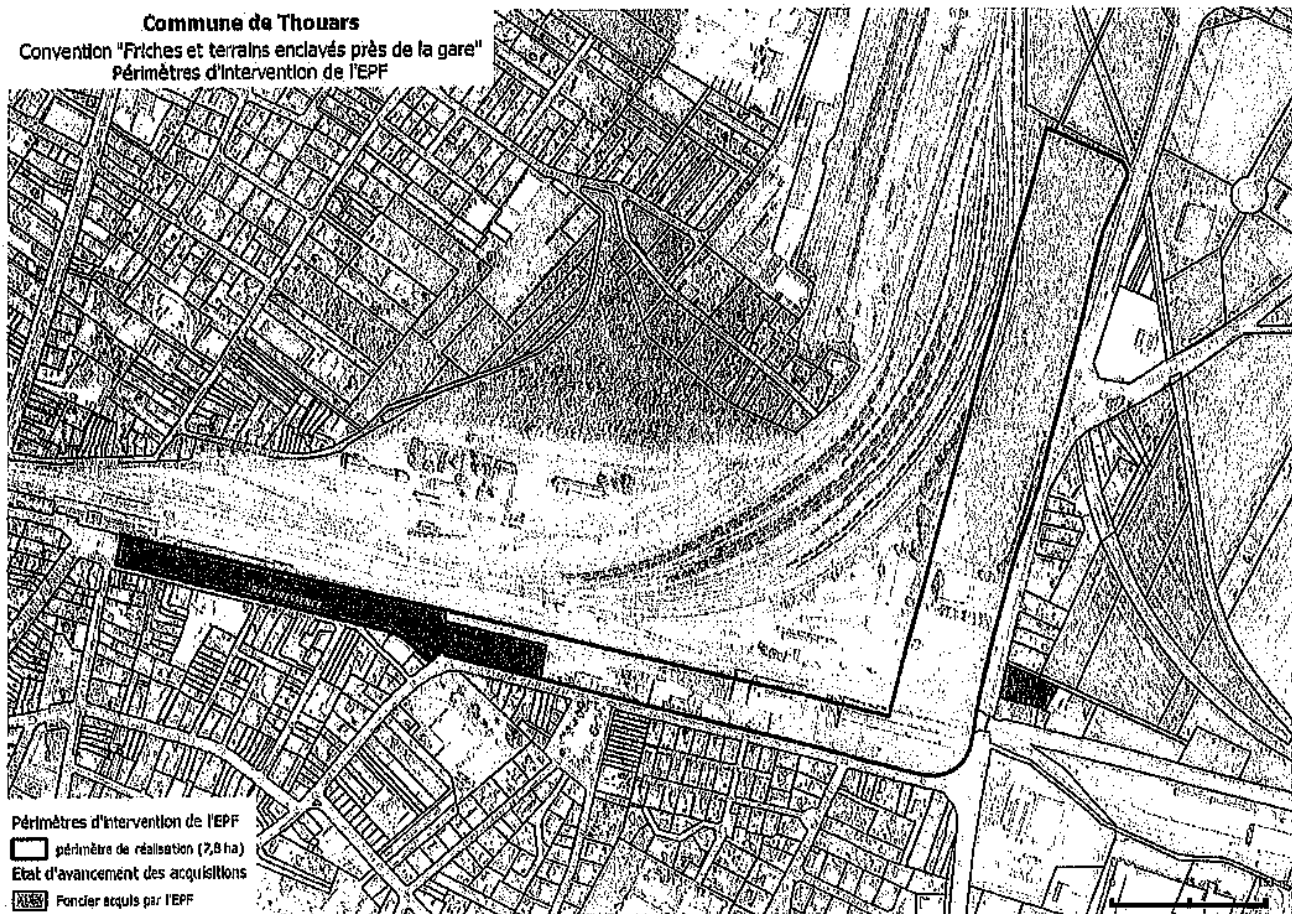 Commune de Thouars
Convention "Friches et terrains enclavés près de la gare"
Périmètres d'intervention de l'EPF
Périmètres d'intervention de l'EPF
périmètre de réalisation (7,8 ha)
Etat d'avancement des acquisitions
Foncier acquis par l'EPF